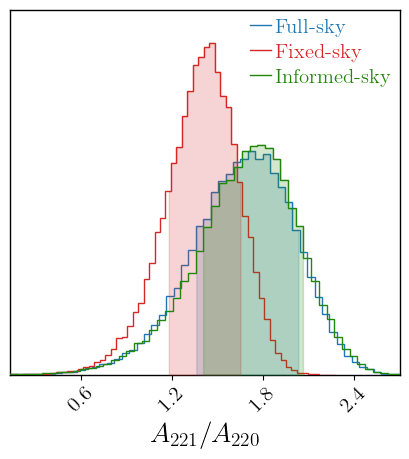 Full-sky
Fixed-sky
Informed-sky
0.6 1.2 1.8 2.4
A₂₂₁/A₂₂₀